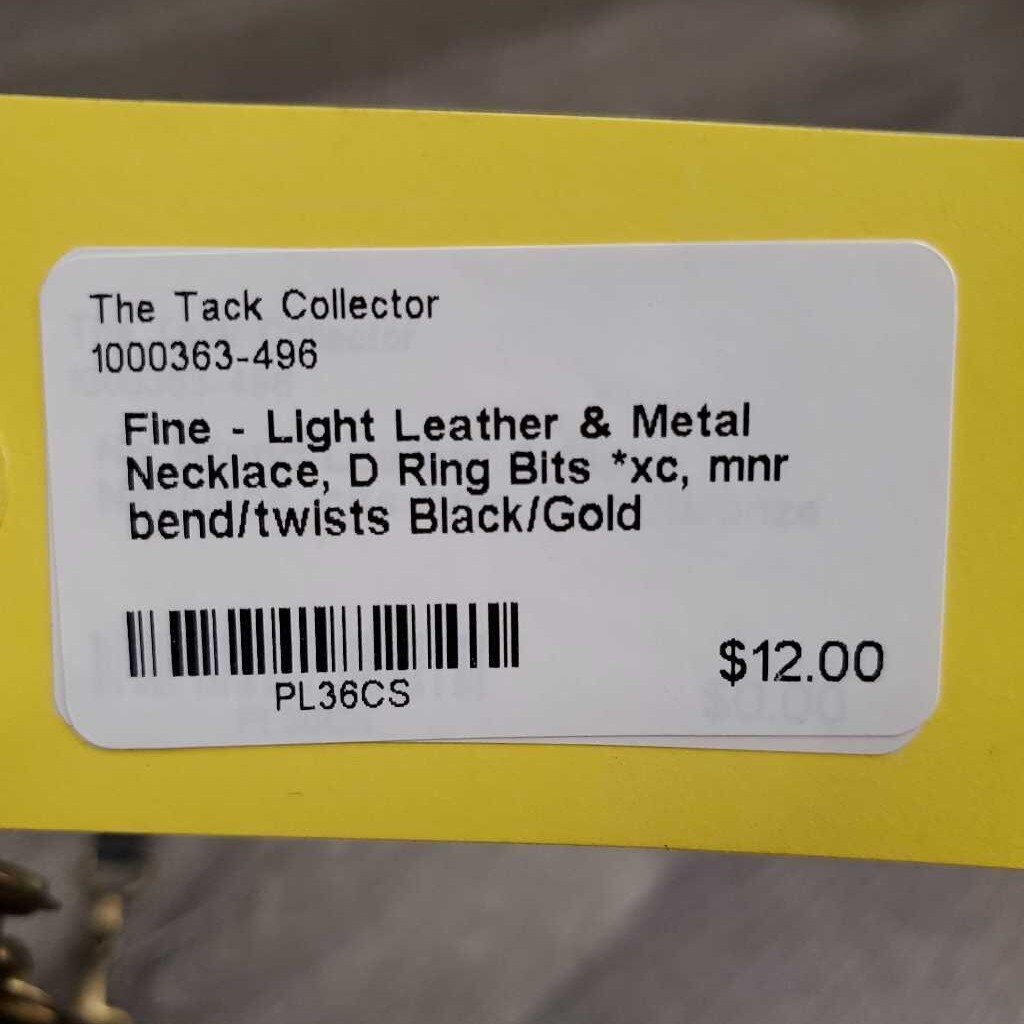 The Tack Collector
1000363-496
Fine - Light Leather & Metal
Necklace, D Ring Bits *xc, mnr
bend/twists Black/Gold
PL36CS
$12.00